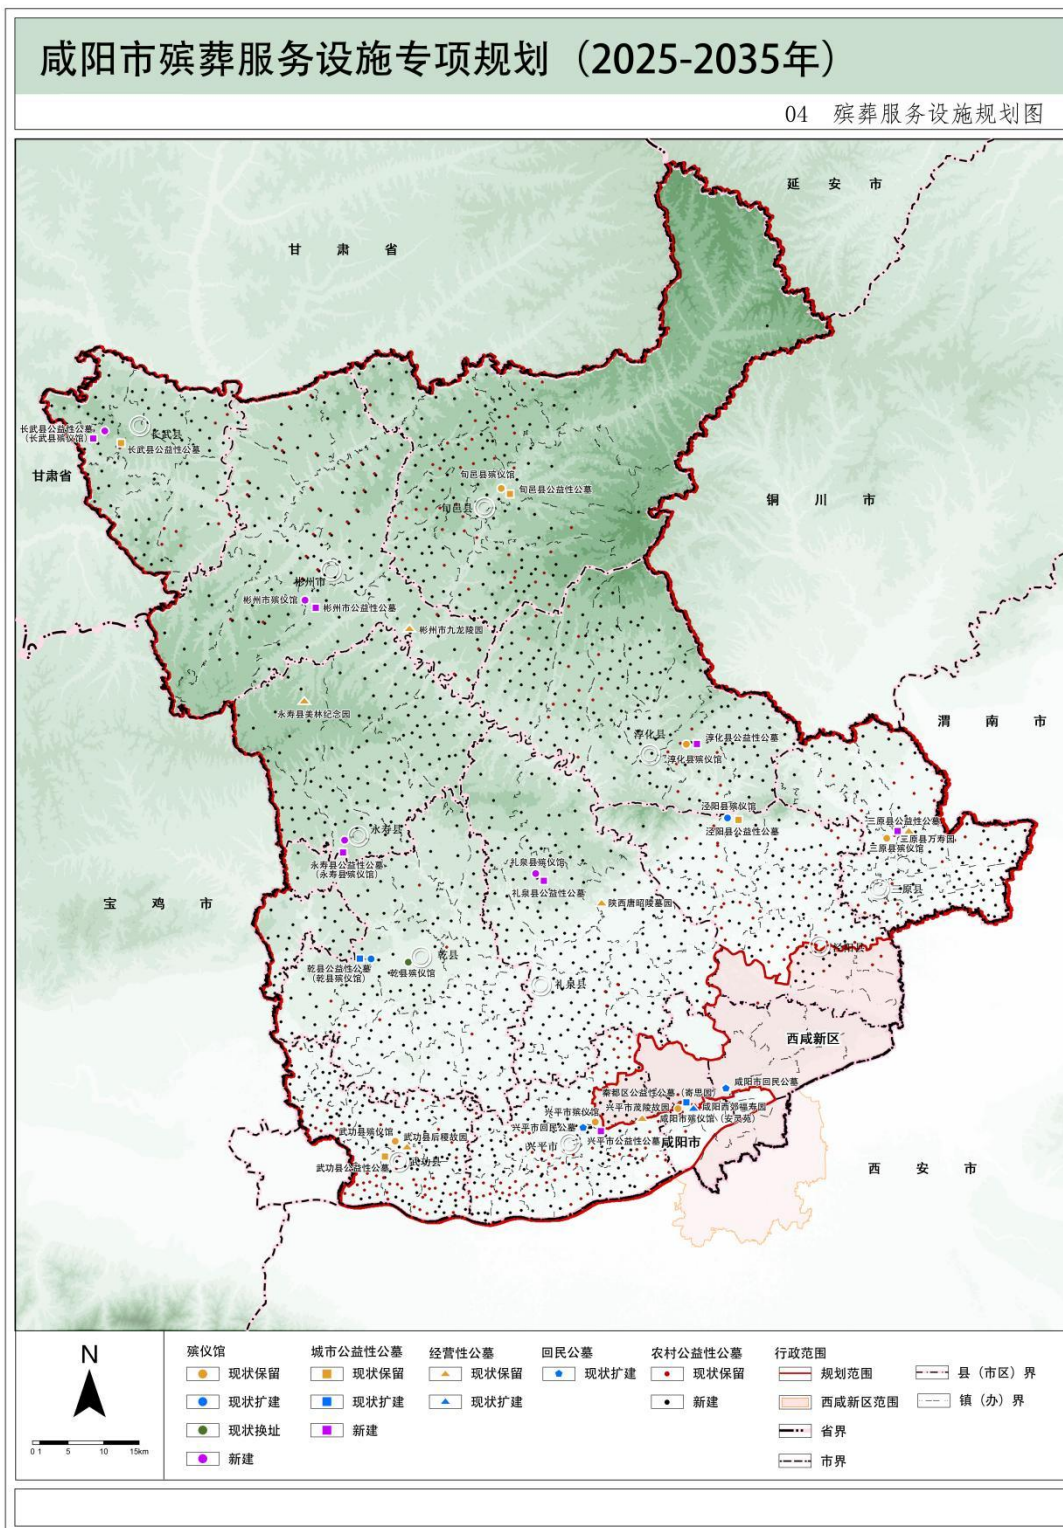 咸阳市殡葬服务设施专项规划（2025-2035年）
04 殡葬服务设施规划图
延安市
甘肃省
长武县公益性公墓
（长武县殡仪馆）
长武县
长武县公益性公墓
甘肃省
旬邑县殡仪馆
旬邑县公益性公墓
旬邑县
铜川市
彬州市
彬州市殡仪馆
彬州市公益性公墓
彬州市九龙陵园
永寿县美林纪念园
渭南市
淳化县
淳化县公益性公墓
淳化县殡仪馆
泾阳县殡仪馆
泾阳县公益性公墓
三原县公益性公墓
三原县万寿园
三原县殡仪馆
三原县
永寿县
永寿县公益性公墓
（永寿县殡仪馆）
礼泉县殡仪馆
礼泉县公益性公墓
陕西唐昭陵墓园
宝鸡市
泾阳县
乾县
乾县公益性公墓
（乾县殡仪馆）
乾县殡仪馆
礼泉县
西咸新区
咸阳市回民公墓
秦都区公益性公墓（寄思园）
兴平市茂陵故园
咸阳西郊福寿园
兴平市殡仪馆
咸阳市殡仪馆（安灵苑）
兴平市回民公墓
兴平市公益性公墓
兴平市
咸阳市
武功县殡仪馆
武功县后稷故园
武功县公益性公墓
武功县
西安市
N
0 1 5 10 15km
殡仪馆
现状保留
现状扩建
现状换址
新建
城市公益性公墓
现状保留
现状扩建
新建
经营性公墓
现状保留
现状扩建
回民公墓
现状扩建
农村公益性公墓
现状保留
新建
行政范围
规划范围
西咸新区范围
省界
市界
县（市区）界
镇（办）界